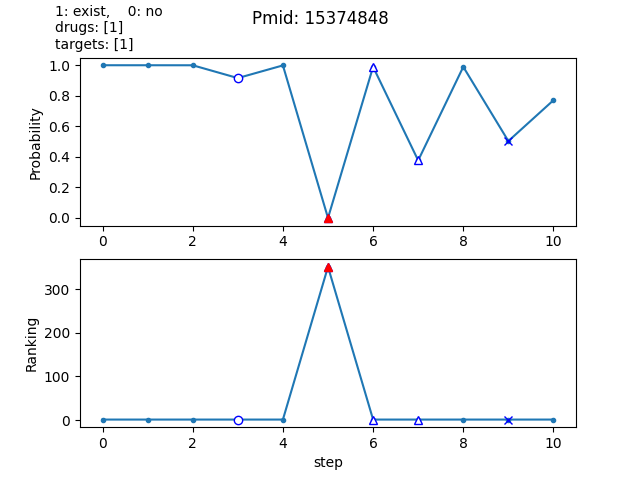 1: exist,    0: no
drugs: [1]
targets: [1]
Pmid: 15374848
1.0
0.8
0.6
0.4
0.2
0.0
Probability
0 2 4 6 8 10
300
200
100
0
Ranking
0 2 4 6 8 10
step